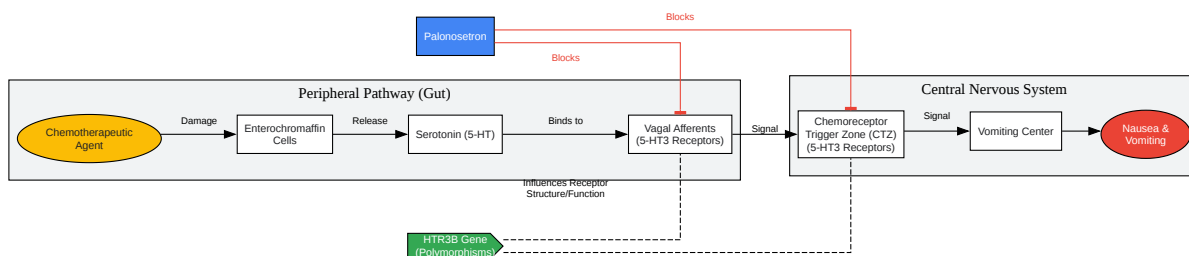 Blocks
Palonosetron
Blocks
Peripheral Pathway (Gut)
Central Nervous System
Chemotherapeutic
Agent
Damage
Enterochromaffin
Cells
Release
Serotonin (5-HT)
Binds to
Vagal Afferents
(5-HT3 Receptors)
Signal
Chemoreceptor
Trigger Zone (CTZ)
(5-HT3 Receptors)
Signal
Vomiting Center
Nausea &
Vomiting
Influences Receptor
Structure/Function
HTR3B Gene
(Polymorphisms)